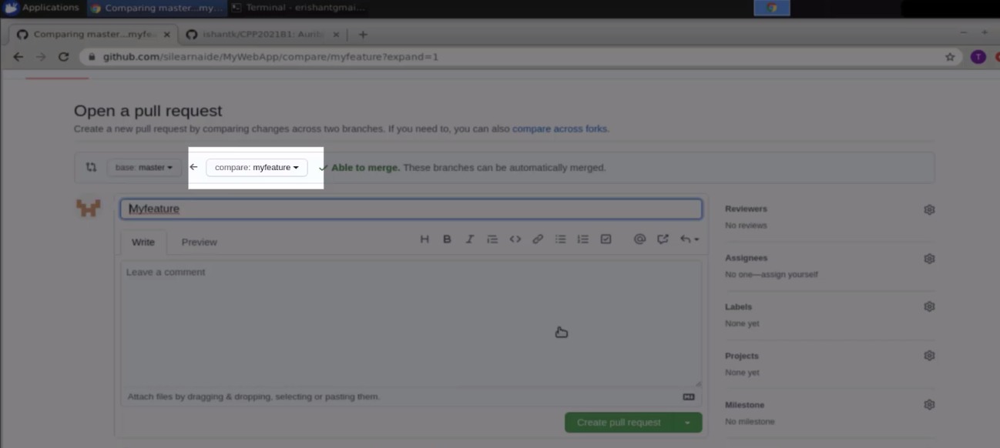 Applications Comparing master...my... Terminal - erishantgmai...
Comparing master...myfe ishantk/CPP2021B1: Aurib
github.com/silearnaide/MyWebApp/compare/myfeature?expand=1
T
Open a pull request
Create a new pull request by comparing changes across two branches. If you need to, you can also compare across forks.
base: master compare: myfeature Able to merge. These branches can be automatically merged.
Myfeature
Write Preview
Leave a comment
Attach files by dragging & dropping, selecting or pasting them.
Create pull request
Reviewers
No reviews
Assignees
No one—assign yourself
Labels
None yet
Projects
None yet
Milestone
No milestone